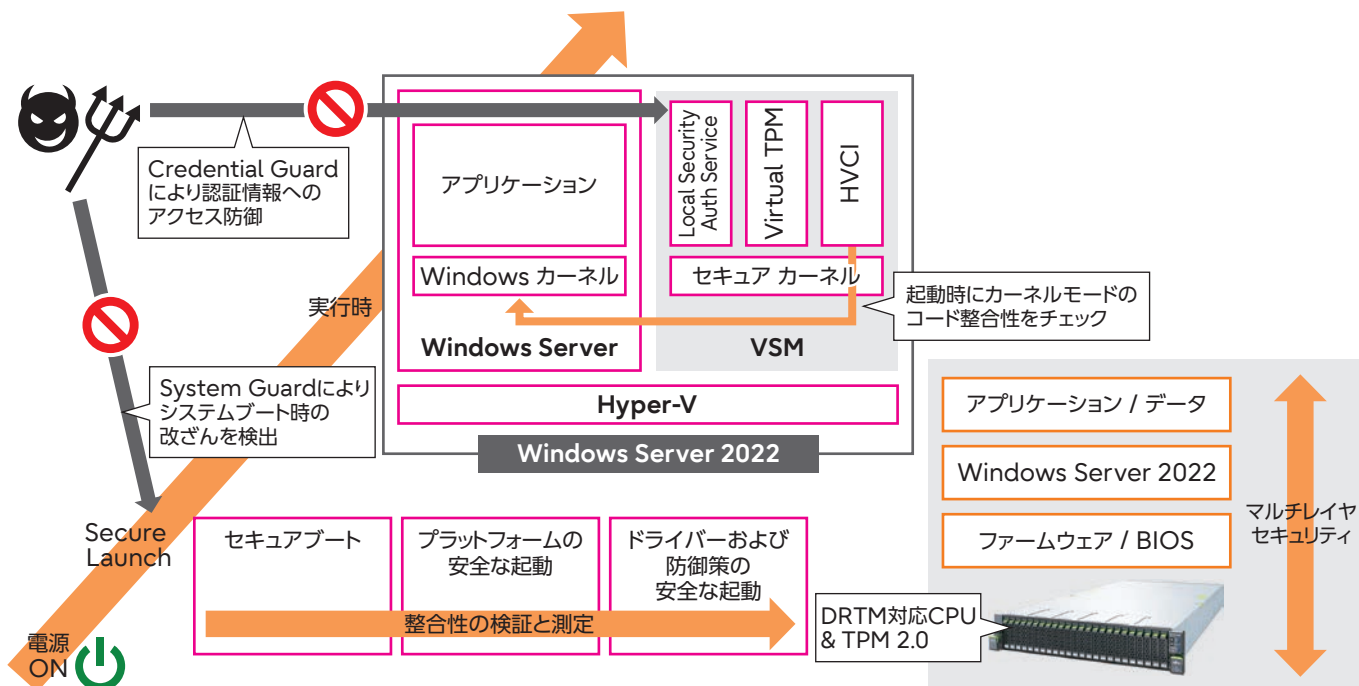 Credential Guard
により認証情報への
アクセス防御
アプリケーション
Windows カーネル
Windows Server
Local Security
Auth Service
Virtual TPM
HVCI
セキュア カーネル
VSM
起動時にカーネルモードの
コード整合性をチェック
Hyper-V
Windows Server 2022
実行時
System Guardにより
システムブート時の
改ざんを検出
Secure
Launch
セキュアブート
プラットフォームの
安全な起動
ドライバーおよび
防御策の
安全な起動
整合性の検証と測定
電源
ON
アプリケーション / データ
Windows Server 2022
ファームウェア / BIOS
マルチレイヤ
セキュリティ
DRTM対応CPU
& TPM 2.0